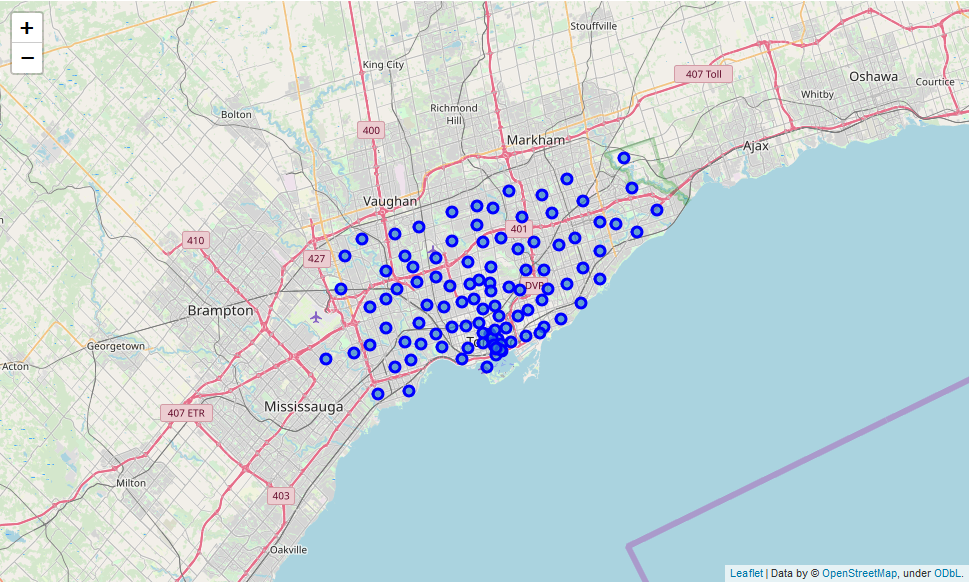 +
−
Stouffville
King City
407 Toll
Oshawa
Whitby
Courtice
Richmond
Hill
Bolton
400
Markham
Ajax
Vaughan
401
410
427
DVP
Brampton
Georgetown
Acton
Mississauga
407 ETR
Milton
403
Oakville
Leaflet | Data by © OpenStreetMap, under ODbL.